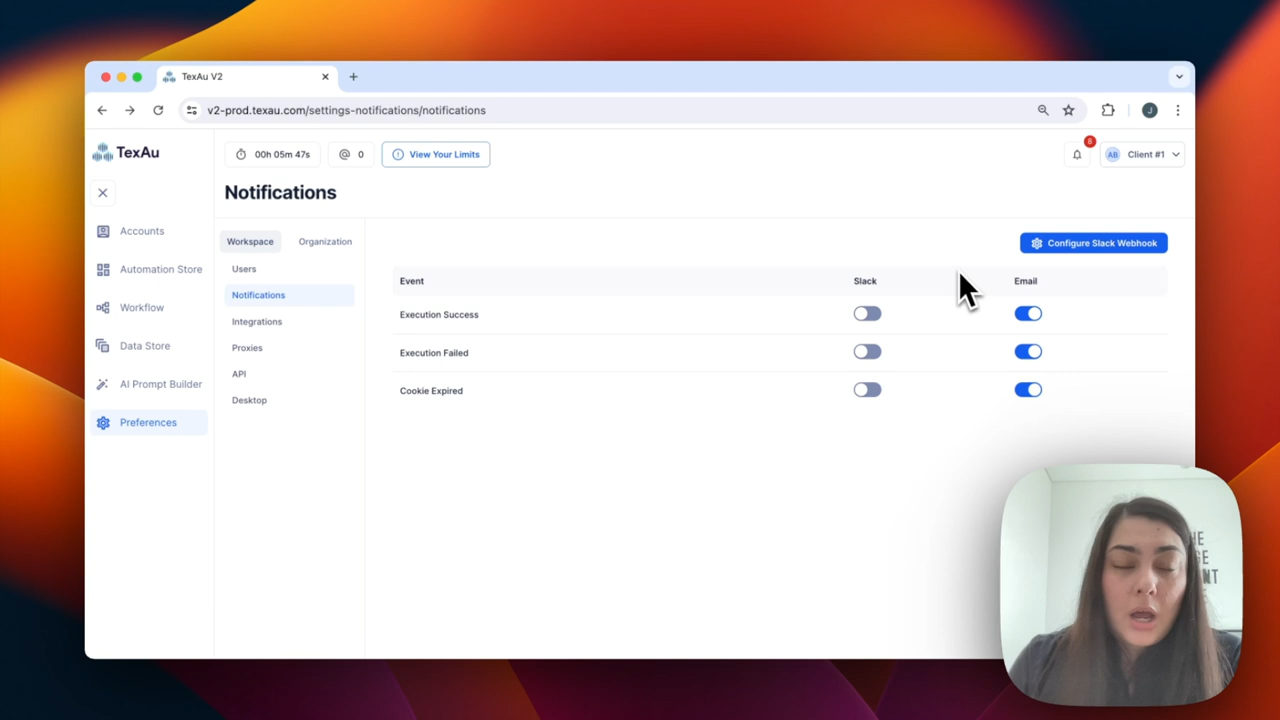 TexAu V2
v2-prod.texau.com/settings-notifications/notifications
J
TexAu
00h 05m 47s
0
View Your Limits
8
AB
Client #1
Notifications
Accounts
Automation Store
Workflow
Data Store
AI Prompt Builder
Preferences
Workspace
Organization
Users
Notifications
Integrations
Proxies
API
Desktop
Configure Slack Webhook
Event
Slack
Email
Execution Success
Execution Failed
Cookie Expired